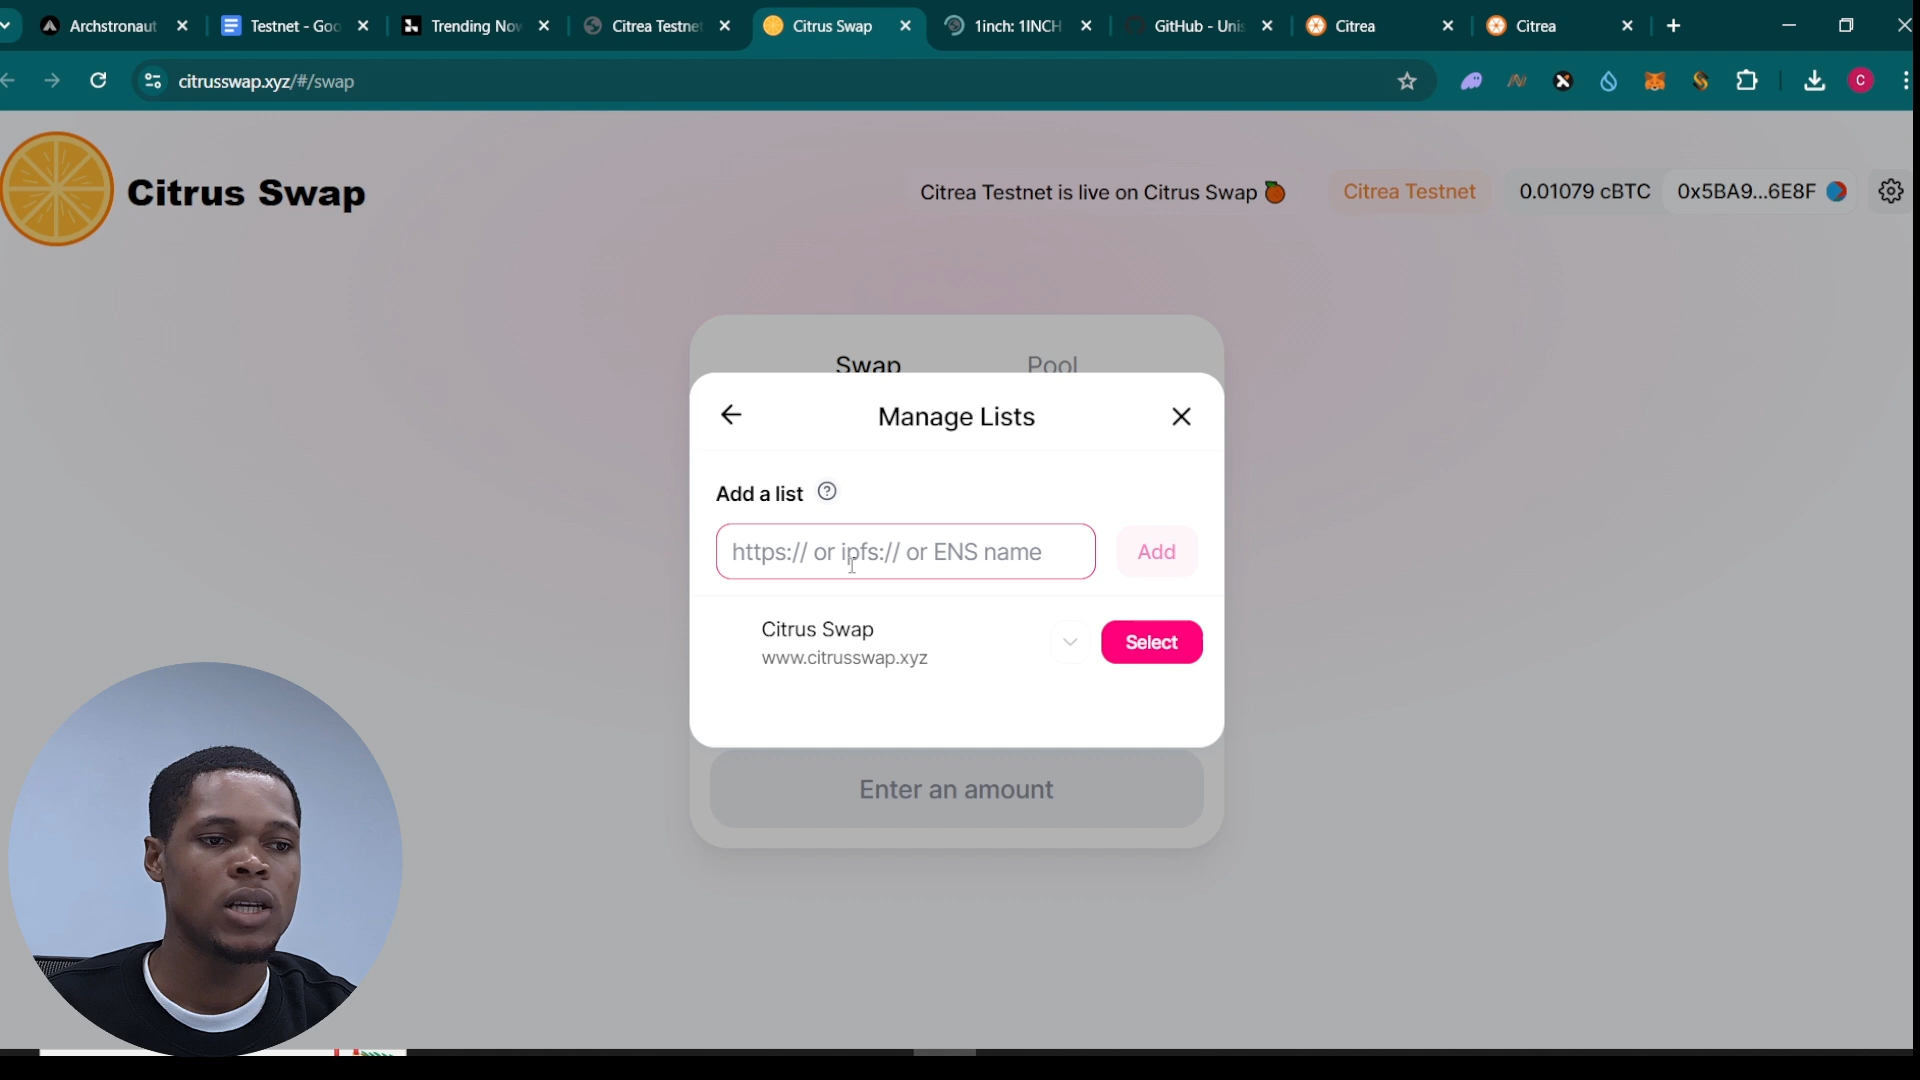 Archstronaut
Testnet - Goo
Trending Now
Citrea Testnet
Citrus Swap
1inch: 1INCH
GitHub - Unis
Citrea
Citrea
citrusswap.xyz/#/swap
C
Citrus Swap
Citrea Testnet is live on Citrus Swap
Citrea Testnet
0.01079 cBTC
0x5BA9...6E8F
Swap
Pool
Manage Lists
Add a list
https:// or ipfs:// or ENS name
Add
Citrus Swap
www.citrusswap.xyz
Select
Enter an amount